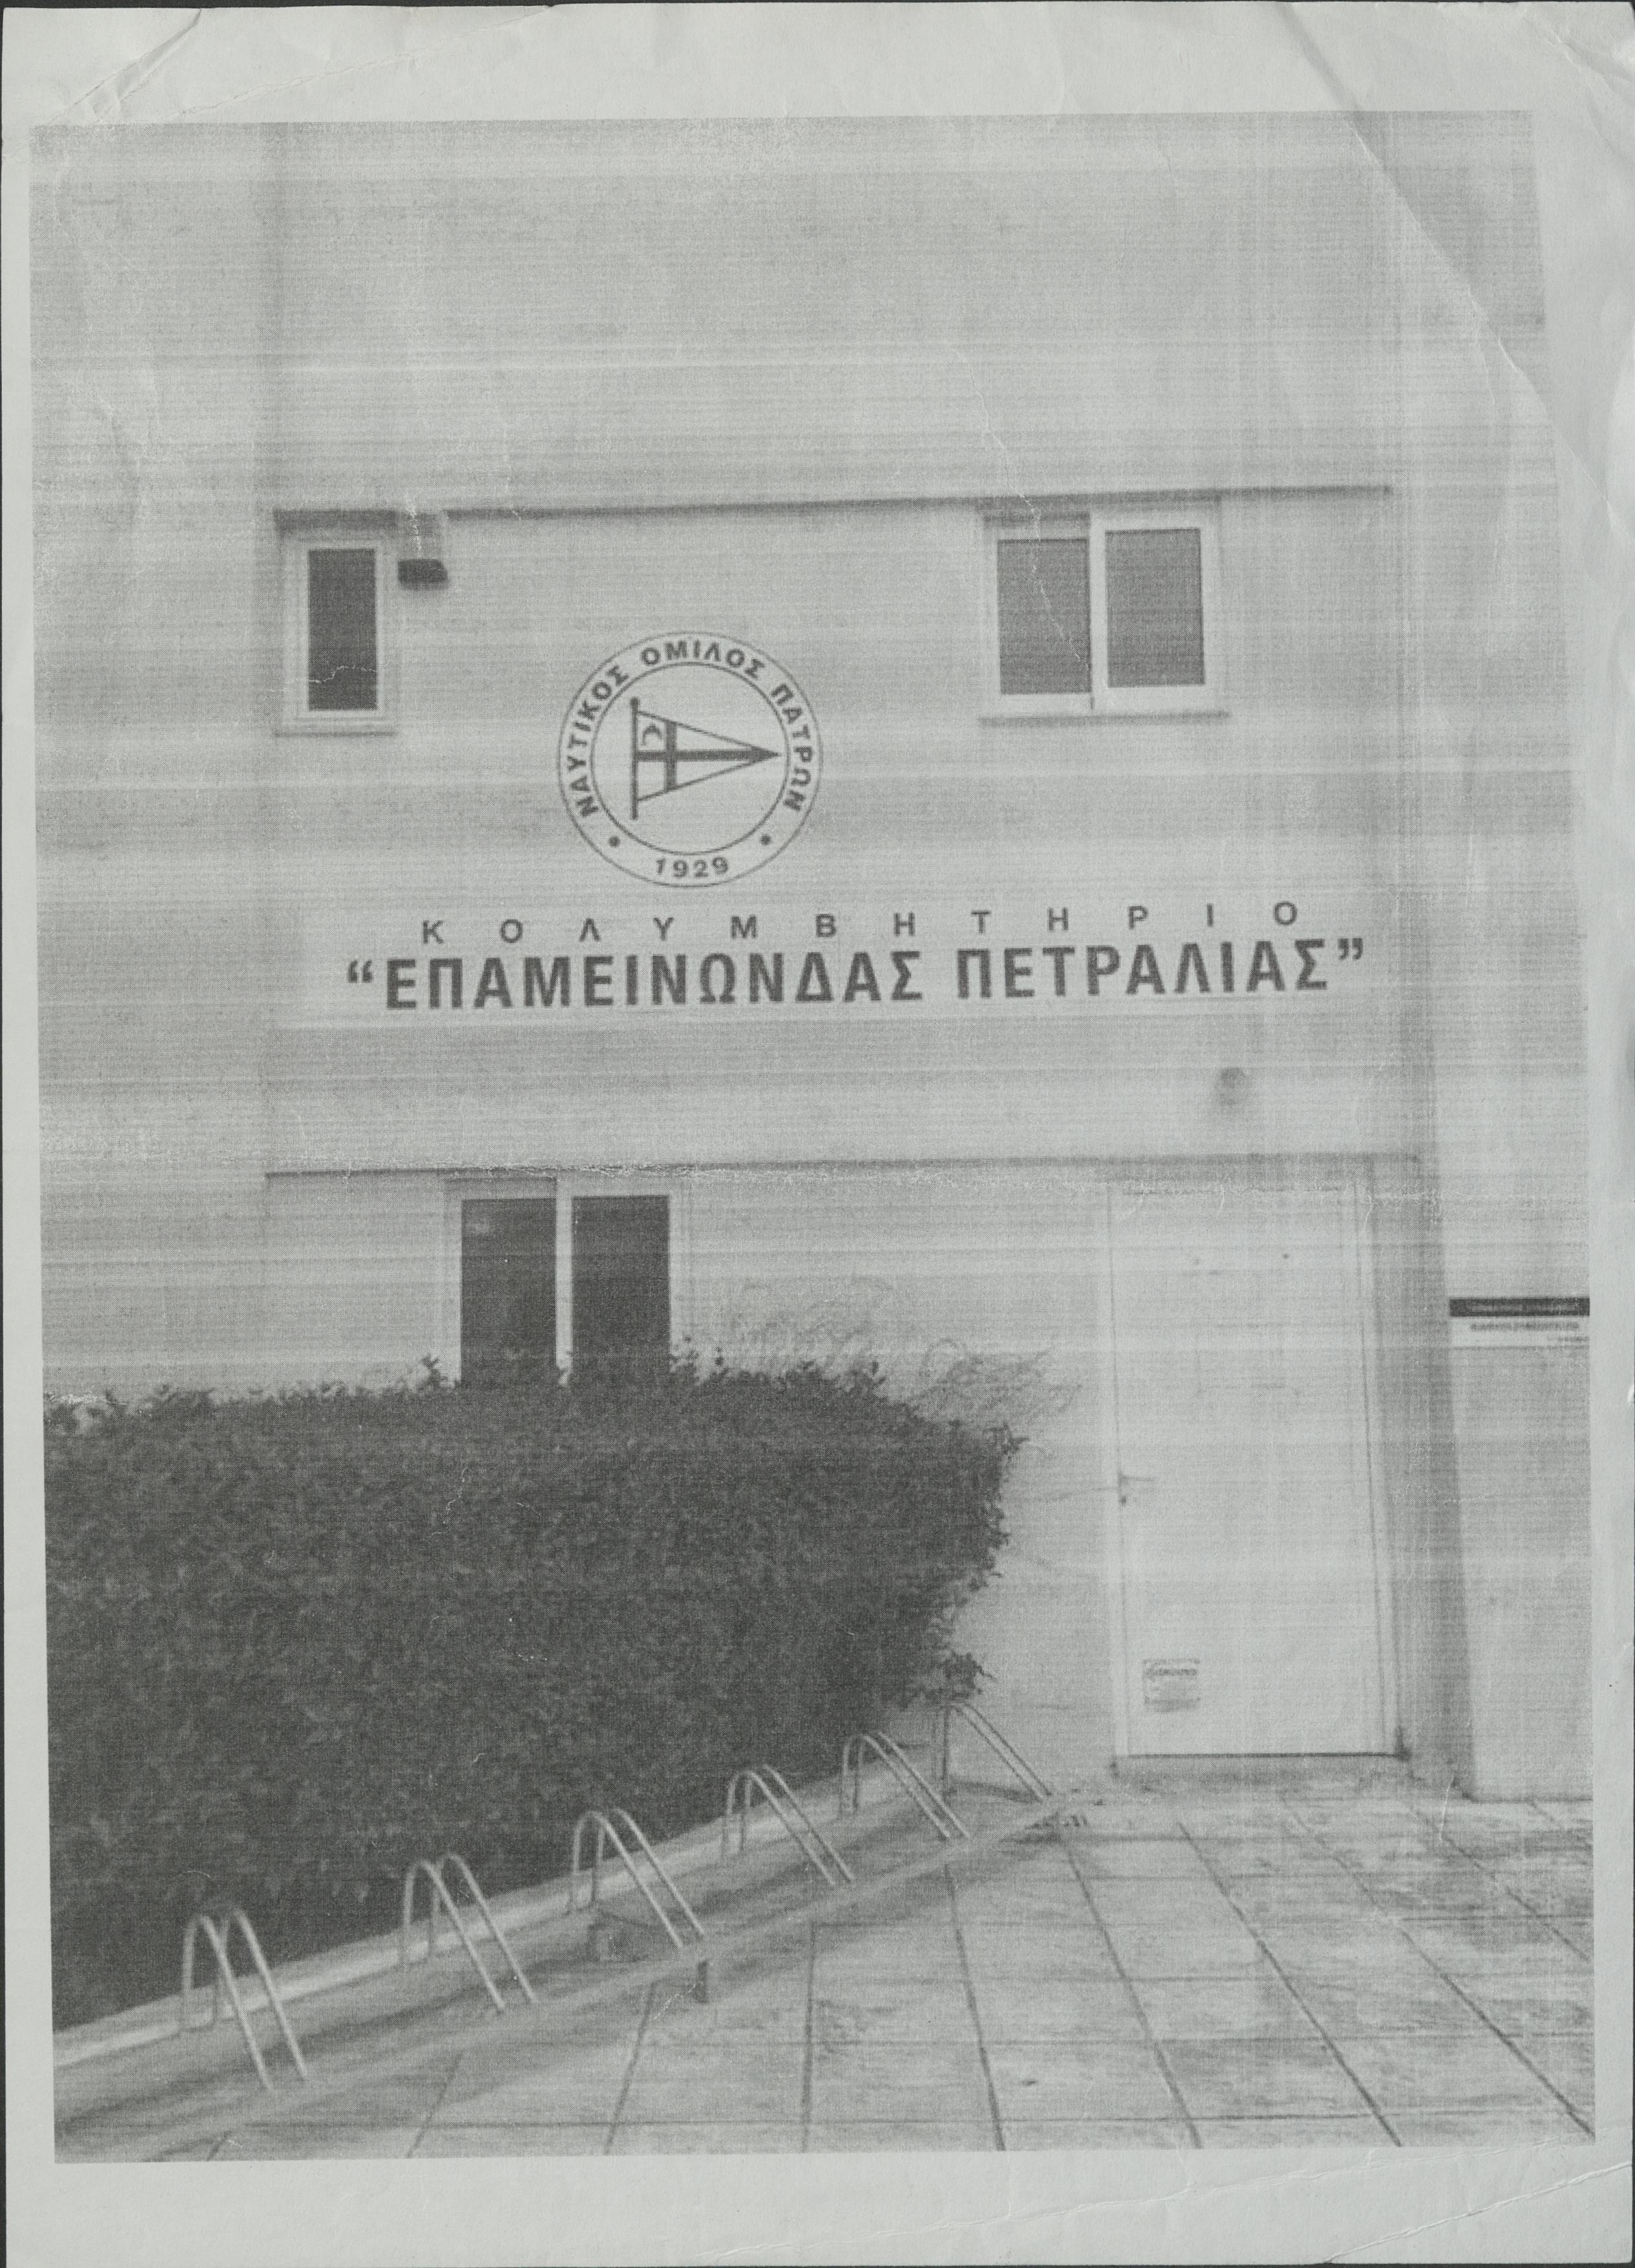 ΝΑΥΤΙΚΟΣ ΟΜΙΛΟΣ ΠΑΤΡΩΝ
1929
ΚΟΛΥΜΒΗΤΗΡΙΟ
“ΕΠΑΜΕΙΝΩΝΔΑΣ ΠΕΤΡΑΛΙΑΣ”